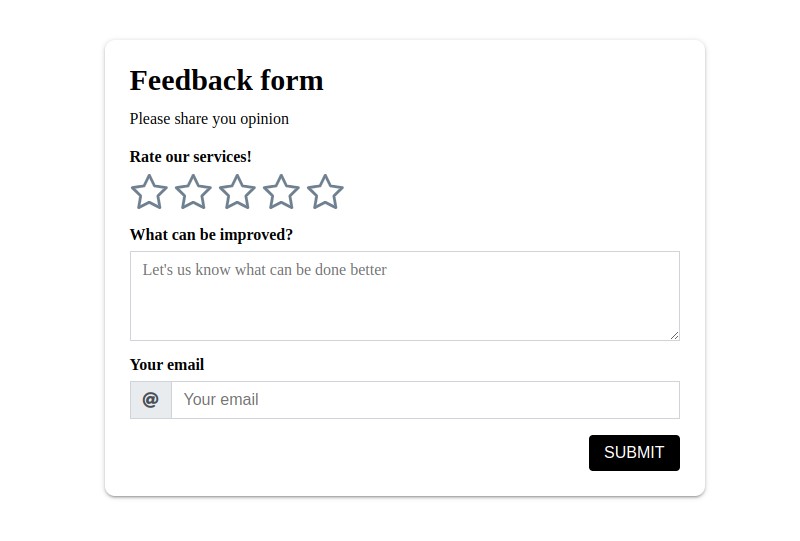 Feedback form
Please share you opinion
Rate our services!
What can be improved?
Let's us know what can be done better
Your email
@ Your email
SUBMIT